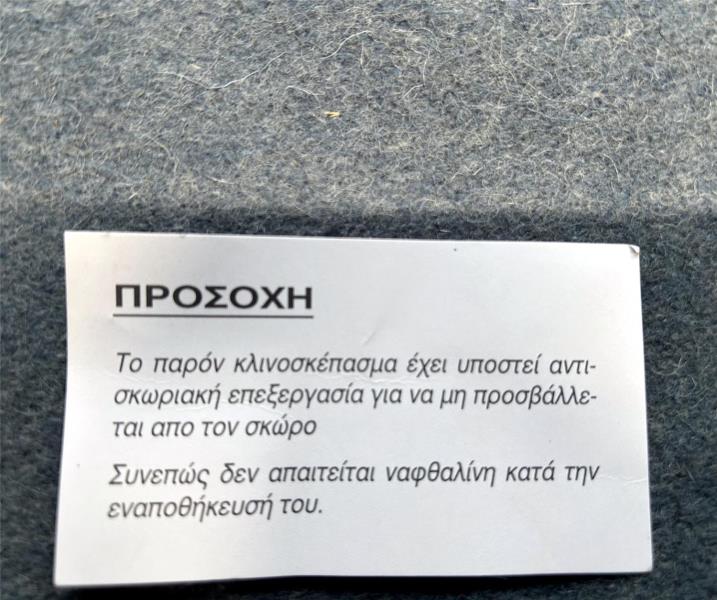 ΠΡΟΣΟΧΗ
Το παρόν κλινοσκέπασμα έχει υποστεί αντι-
σκωριακή επεξεργασία για να μη προσβάλλε-
ται απο τον σκώρο
Συνεπώς δεν απαιτείται ναφθαλίνη κατά την
εναποθήκευσή του.